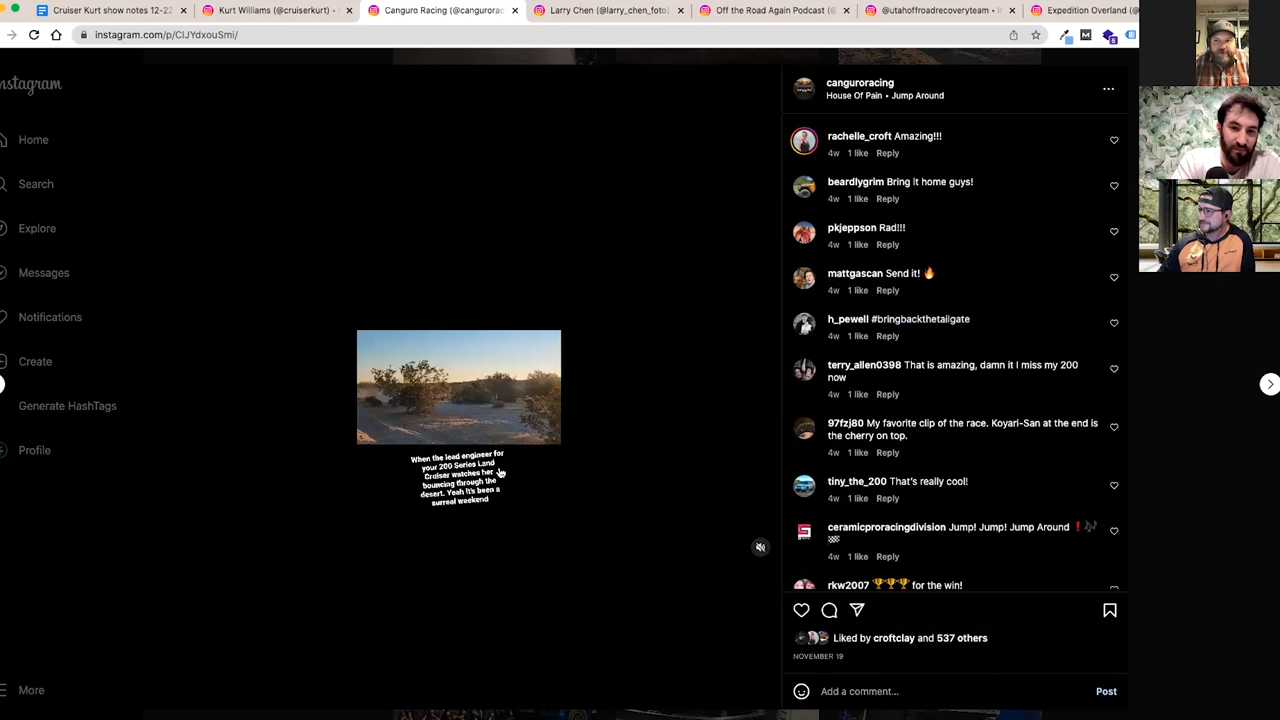 Cruiser Kurt show notes 12-22
Kurt Williams (@cruiserkurt) •
Canguro Racing (@cangurorac
Larry Chen (@larry_chen_foto)
Off the Road Again Podcast (@
@utahoffroadrecoveryteam •
Expedition Overland (@
instagram.com/p/ClJYdxouSmi/
nstagram
Home
Search
Explore
Messages
Notifications
Create
Generate HashTags
Profile
More
When the lead engineer for
your 200 Series Land
Cruiser watches her
bouncing through the
desert. Yeah it's been a
surreal weekend
canguroracing
House Of Pain • Jump Around
rachelle_croft Amazing!!!
4w 1 like Reply
beardlygrim Bring it home guys!
4w 1 like Reply
pkjeppson Rad!!!
4w 1 like Reply
mattgascan Send it! 🔥
4w 1 like Reply
h_pewell #bringbackthetailgate
4w 1 like Reply
terry_allen0398 That is amazing, damn it I miss my 200
now
4w 1 like Reply
97fzj80 My favorite clip of the race. Koyari-San at the end is
the cherry on top.
4w 1 like Reply
tiny_the_200 That's really cool!
4w 1 like Reply
ceramicproracingdivision Jump! Jump! Jump Around ❗🎶
🏁
4w 1 like Reply
rkw2007 🏆🏆🏆 for the win!
Liked by croftclay and 537 others
NOVEMBER 19
Add a comment...
Post